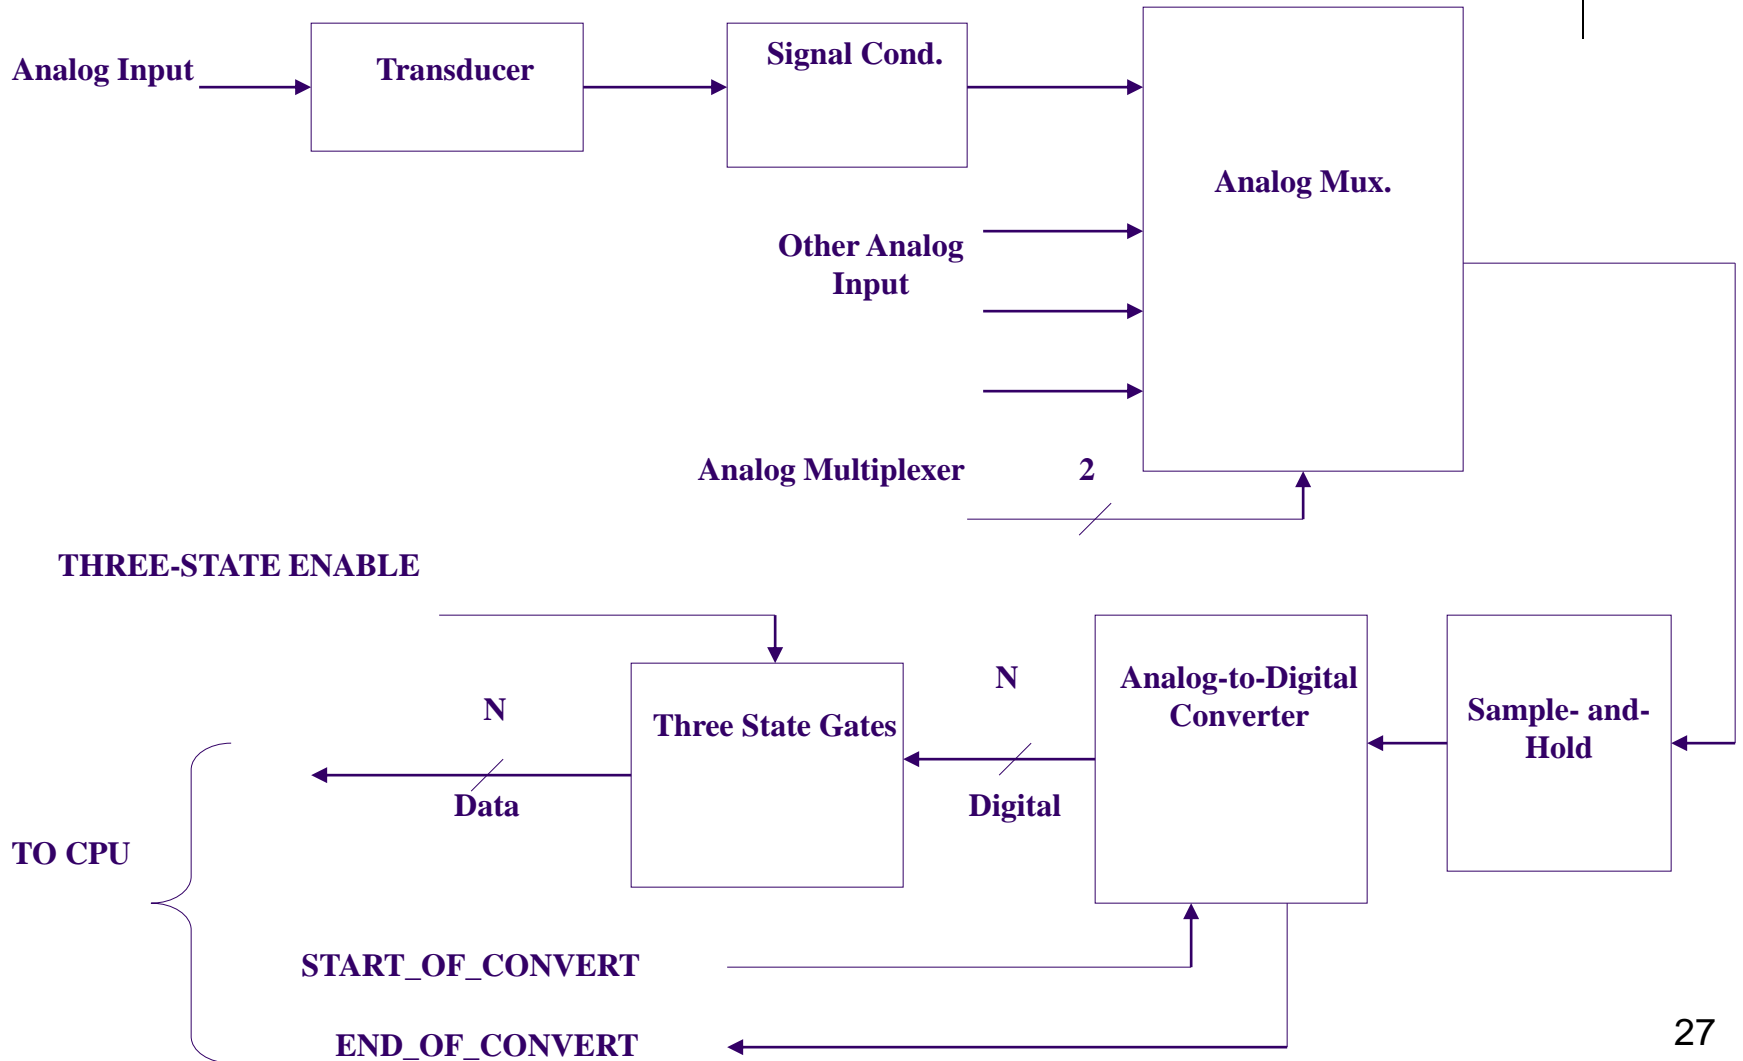 Analog Input
Transducer
Signal Cond.
Analog Mux.
Other Analog
Input
Analog Multiplexer
2
THREE-STATE ENABLE
N
Three State Gates
N
Analog-to-Digital
Converter
Sample- and-
Hold
Data
Digital
TO CPU
START_OF_CONVERT
END_OF_CONVERT
27